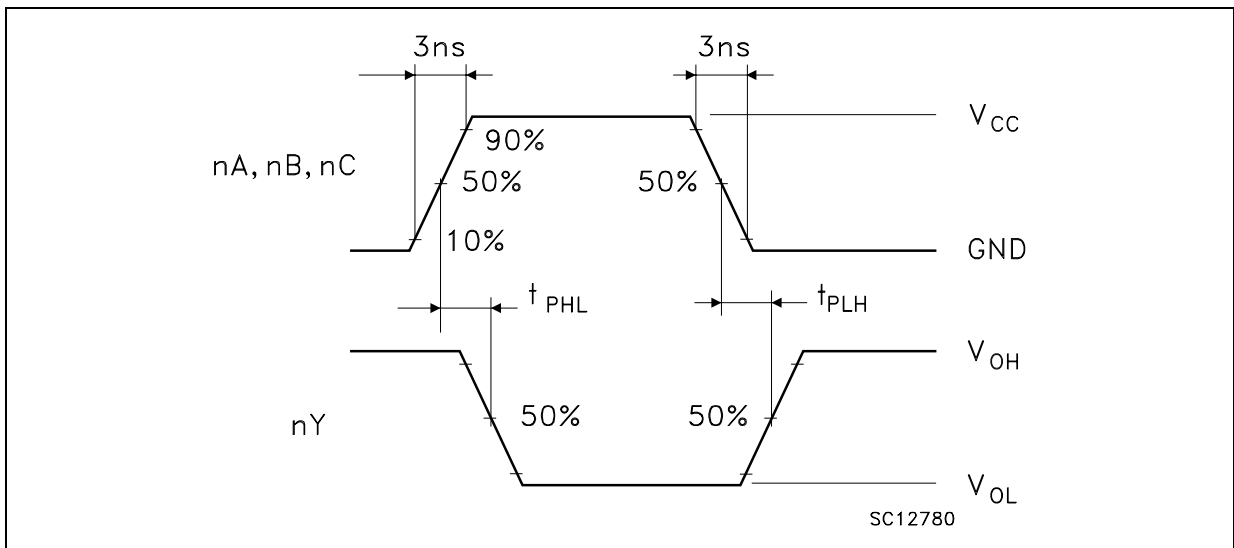 3ns 3ns
V CC
90%
nA, nB, nC
50% 50%
10%
GND
t PHL t PLH
V OH
50% 50%
nY
V OL
SC12780